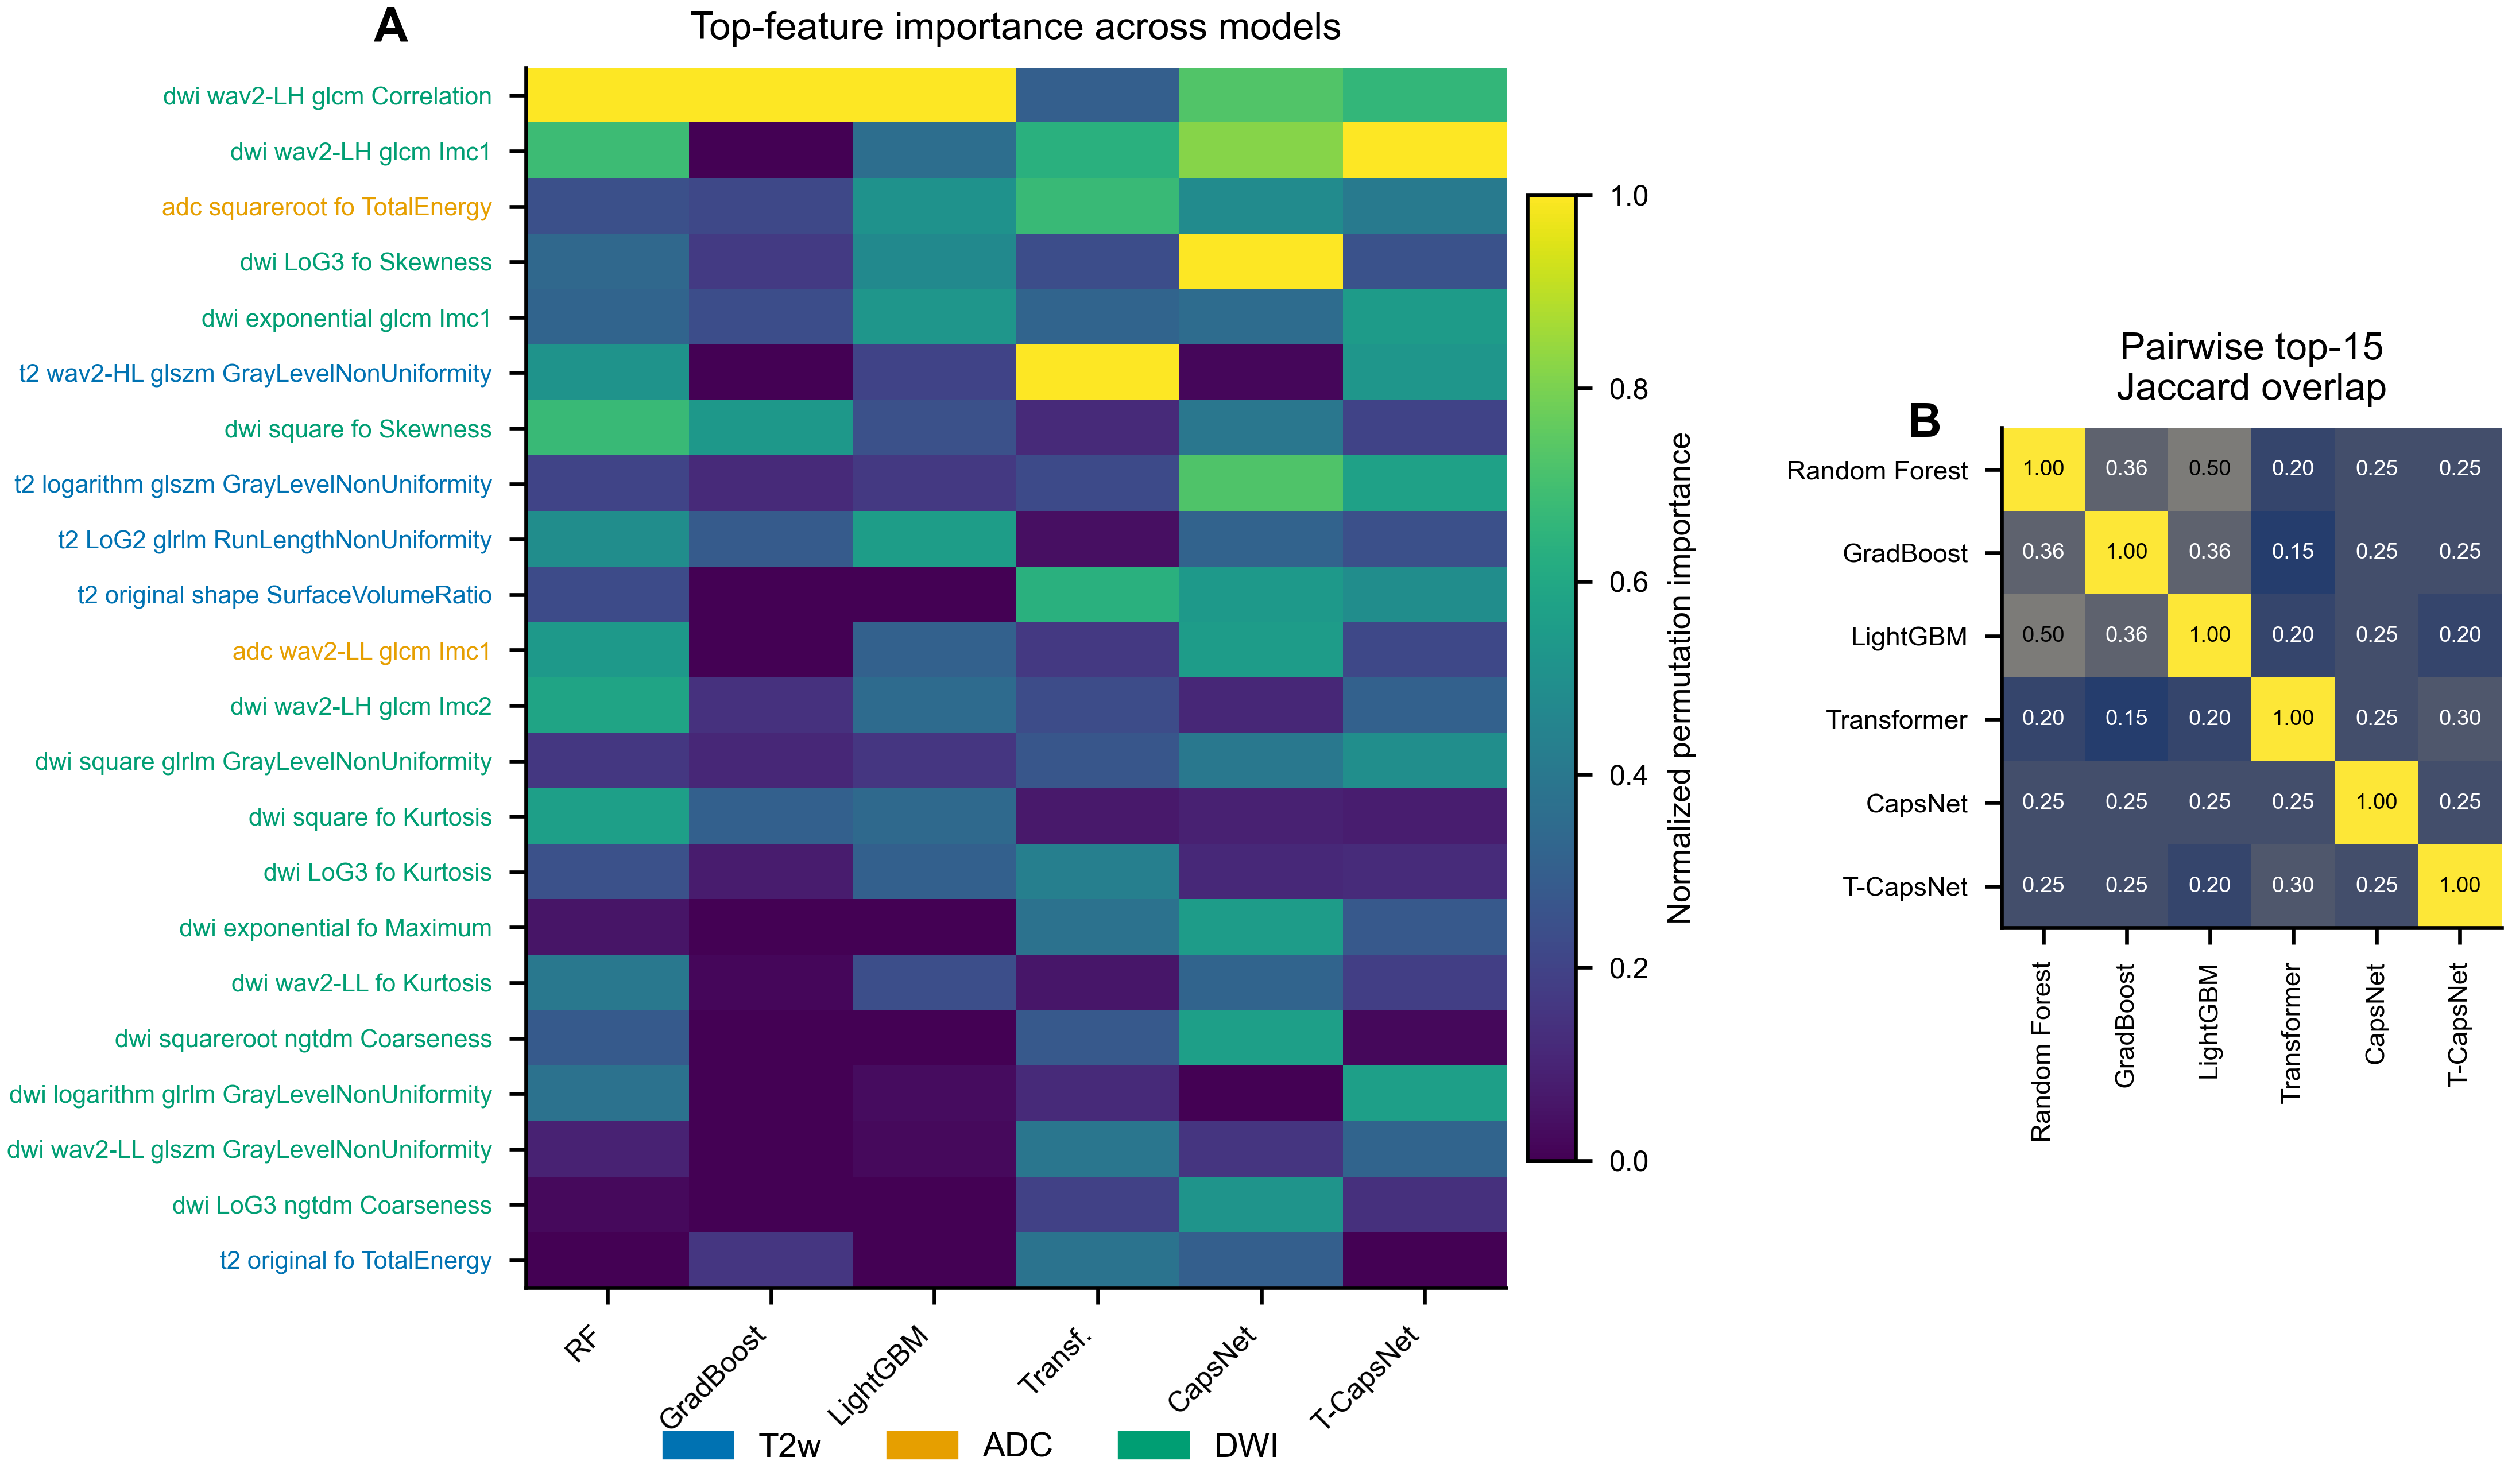 A
Top-feature importance across models
dwi wav2-LH glcm Correlation
dwi wav2-LH glcm Imc1
adc squareroot fo TotalEnergy
dwi LoG3 fo Skewness
dwi exponential glcm Imc1
t2 wav2-HL glszm GrayLevelNonUniformity
dwi square fo Skewness
t2 logarithm glszm GrayLevelNonUniformity
t2 LoG2 glrlm RunLengthNonUniformity
t2 original shape SurfaceVolumeRatio
adc wav2-LL glcm Imc1
dwi wav2-LH glcm Imc2
dwi square glrlm GrayLevelNonUniformity
dwi square fo Kurtosis
dwi LoG3 fo Kurtosis
dwi exponential fo Maximum
dwi wav2-LL fo Kurtosis
dwi squareroot ngtdm Coarseness
dwi logarithm glrlm GrayLevelNonUniformity
dwi wav2-LL glszm GrayLevelNonUniformity
dwi LoG3 ngtdm Coarseness
t2 original fo TotalEnergy
RF
GradBoost
LightGBM
Transf.
CapsNet
T-CapsNet
T2w
ADC
DWI
1.0
0.8
0.6
0.4
0.2
0.0
Normalized permutation importance
B
Pairwise top-15
Jaccard overlap
Random Forest 1.00 0.36 0.50 0.20 0.25 0.25
GradBoost 0.36 1.00 0.36 0.15 0.25 0.25
LightGBM 0.50 0.36 1.00 0.20 0.25 0.20
Transformer 0.20 0.15 0.20 1.00 0.25 0.30
CapsNet 0.25 0.25 0.25 0.25 1.00 0.25
T-CapsNet 0.25 0.25 0.20 0.30 0.25 1.00
Random Forest
GradBoost
LightGBM
Transformer
CapsNet
T-CapsNet